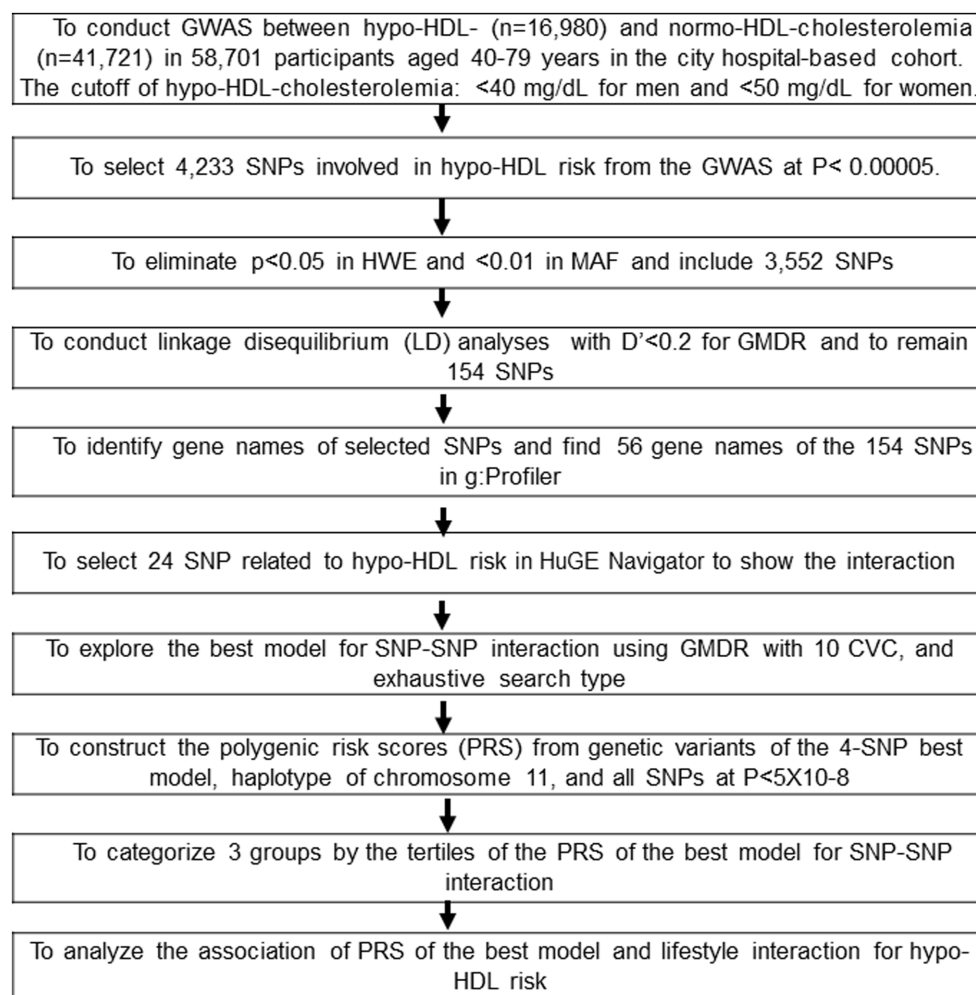 To conduct GWAS between hypo-HDL- (n=16,980) and normo-HDL-cholesterolemia
(n=41,721) in 58,701 participants aged 40-79 years in the city hospital-based cohort.
The cutoff of hypo-HDL-cholesterolemia: <40 mg/dL for men and <50 mg/dL for women.
To select 4,233 SNPs involved in hypo-HDL risk from the GWAS at P< 0.00005.
To eliminate p<0.05 in HWE and <0.01 in MAF and include 3,552 SNPs
To conduct linkage disequilibrium (LD) analyses with D’<0.2 for GMDR and to remain
154 SNPs
To identify gene names of selected SNPs and find 56 gene names of the 154 SNPs
in g:Profiler
To select 24 SNP related to hypo-HDL risk in HuGE Navigator to show the interaction
To explore the best model for SNP-SNP interaction using GMDR with 10 CVC, and
exhaustive search type
To construct the polygenic risk scores (PRS) from genetic variants of the 4-SNP best
model, haplotype of chromosome 11, and all SNPs at P<5X10-8
To categorize 3 groups by the tertiles of the PRS of the best model for SNP-SNP
interaction
To analyze the association of PRS of the best model and lifestyle interaction for hypo-
HDL risk